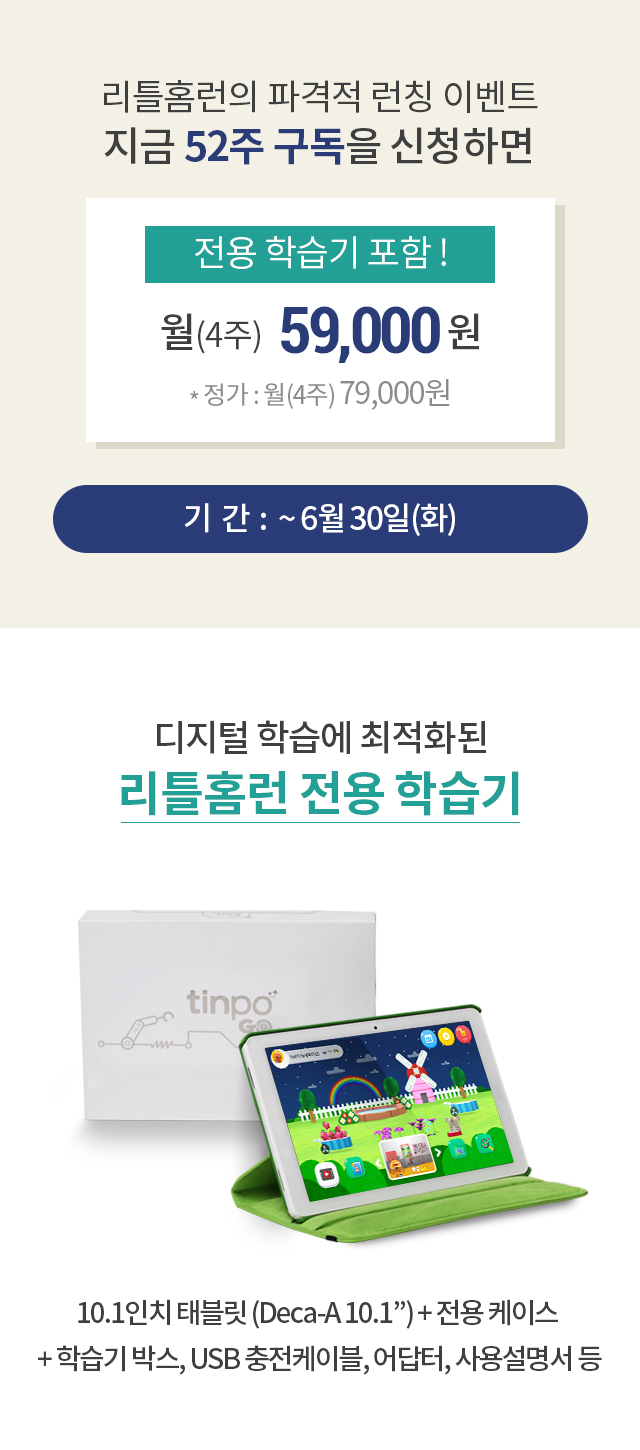 리틀홈런의 파격적 런칭 이벤트
지금 52주 구독을 신청하면
전용 학습기 포함 !
월(4주) 59,000 원
* 정가 : 월(4주) 79,000원
기 간 : ~ 6월 30일(화)
디지털 학습에 최적화된
리틀홈런 전용 학습기
tinpo
GO
10.1인치 태블릿 (Deca-A 10.1”) + 전용 케이스
+ 학습기 박스, USB 충전케이블, 어답터, 사용설명서 등